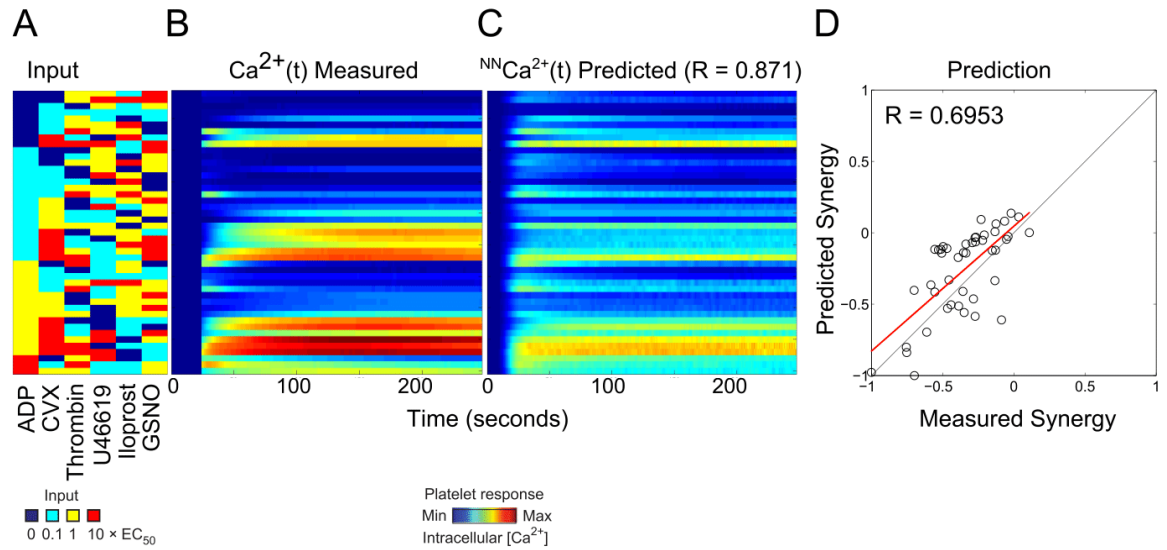 A
B
C
D
Input
Ca2+(t) Measured
NNCa2+(t) Predicted (R = 0.871)
Prediction
R = 0.6953
1
0.5
0
−0.5
−1
Predicted Synergy
−1 −0.5 0 0.5 1
Measured Synergy
0 100 200
0 100 200
Time (seconds)
ADP
CVX
Thrombin
U46619
Iloprost
GSNO
Input
0 0.1 1 10 × EC50
Platelet response
Min Max
Intracellular [Ca2+]